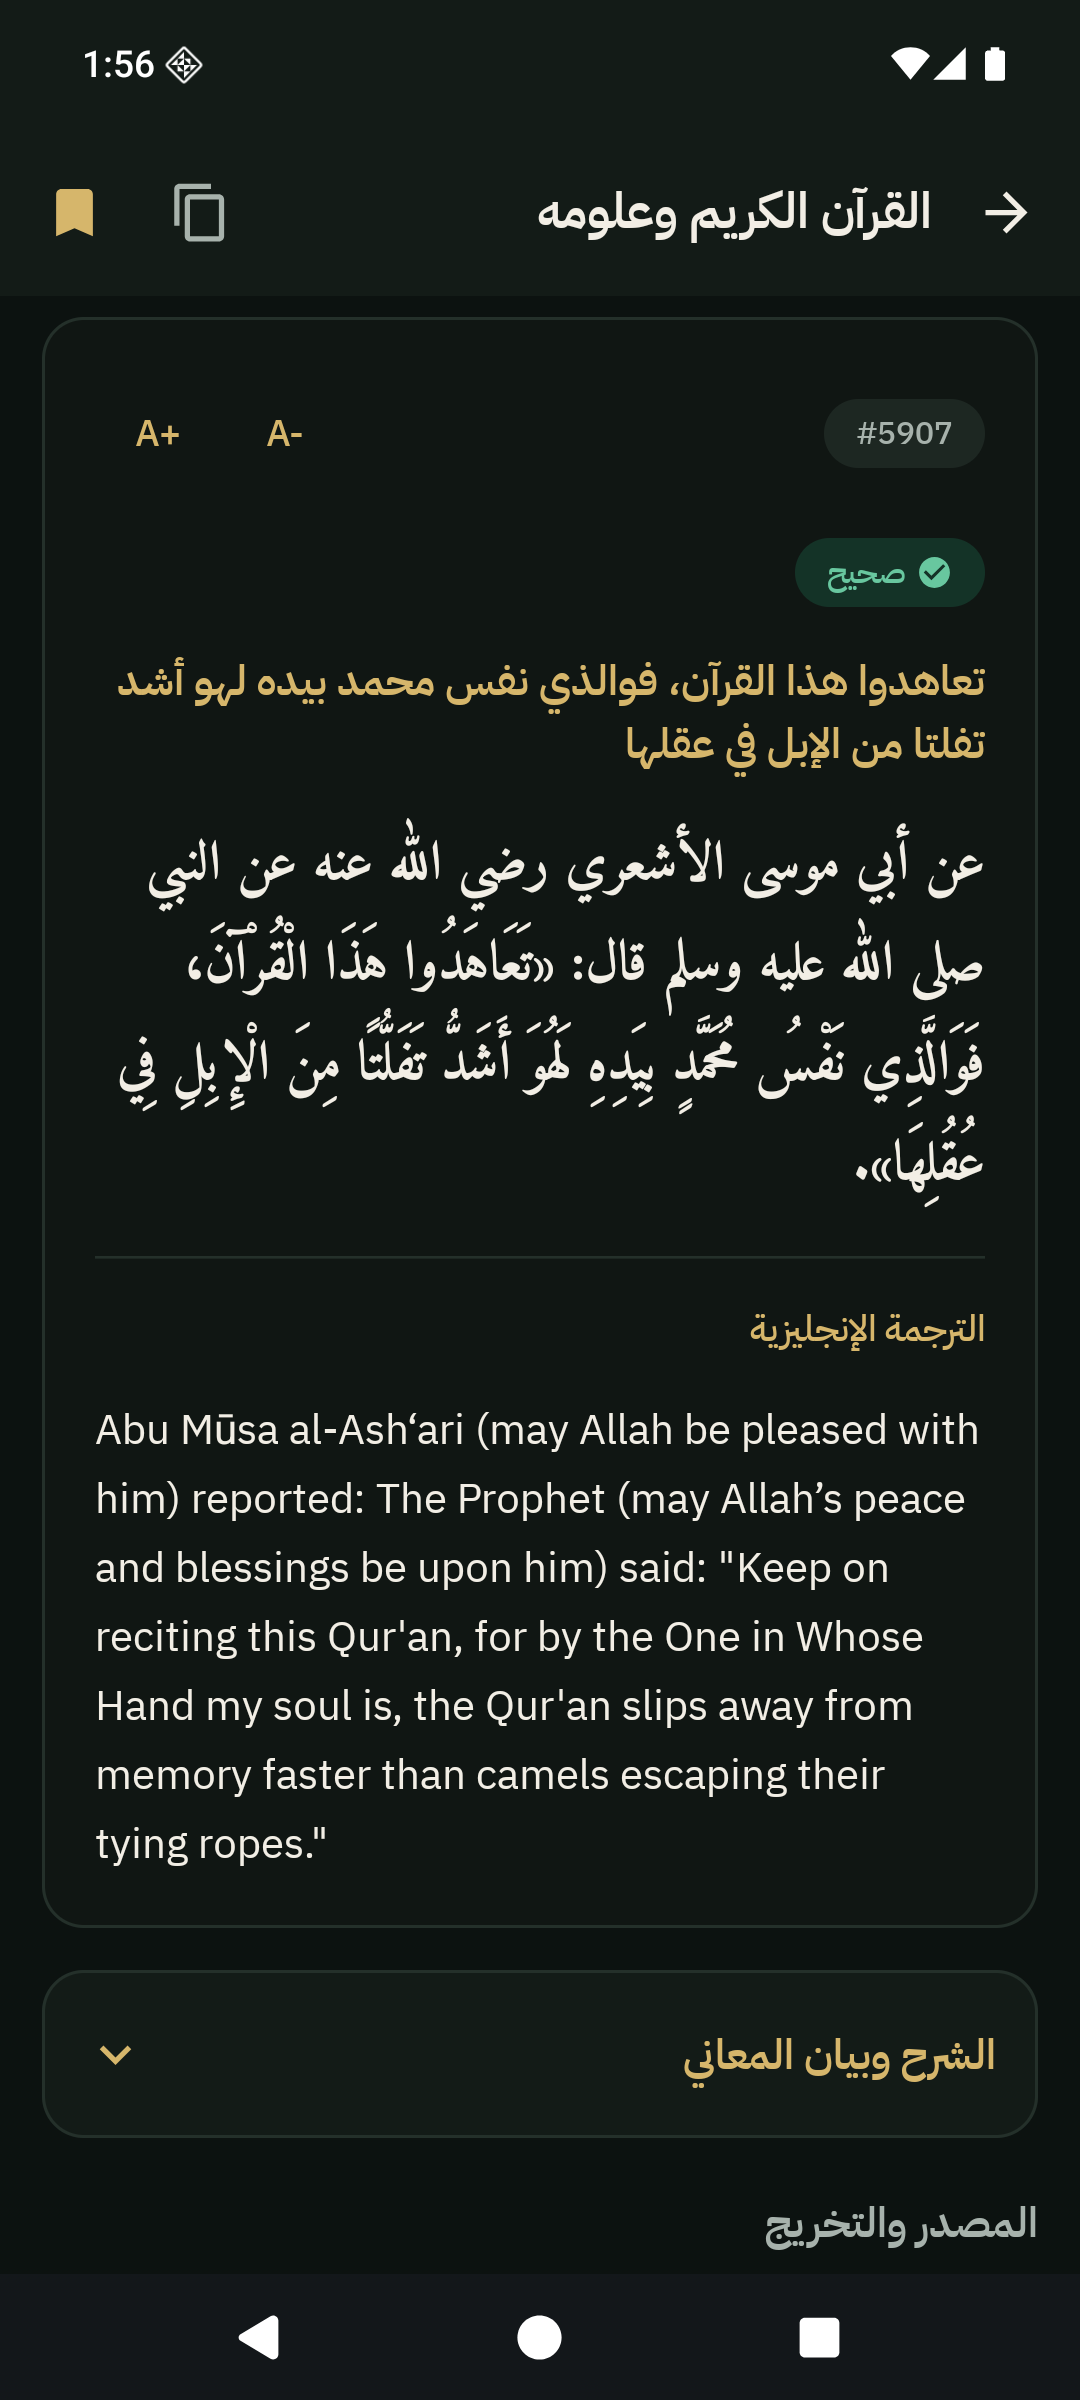 1:56
القرآن الكريم وعلومه
#5907
A-
A+
صحيح
تعاهدوا هذا القرآن، فوالذي نفس محمد بيده لهو أشد
تفلتا من الإبل في عقلها
عن أبي موسى الأشعري رضي الله عنه عن النبي
صلى الله عليه وسلم قال: «تَعَاهَدُوا هَذَا الْقُرْآنَ،
فَوَالَّذِي نَفْسُ مُحَمَّدٍ بِيَدِهِ لَهُوَ أَشَدُّ تَفَلُّتًا مِنَ الْإِبِلِ فِي
عُقُلِهَا».
الترجمة الإنجليزية
Abu Mūsa al-Ash‘ari (may Allah be pleased with
him) reported: The Prophet (may Allah’s peace
and blessings be upon him) said: "Keep on
reciting this Qur'an, for by the One in Whose
Hand my soul is, the Qur'an slips away from
memory faster than camels escaping their
tying ropes."
الشرح وبيان المعاني
المصدر والتخريج